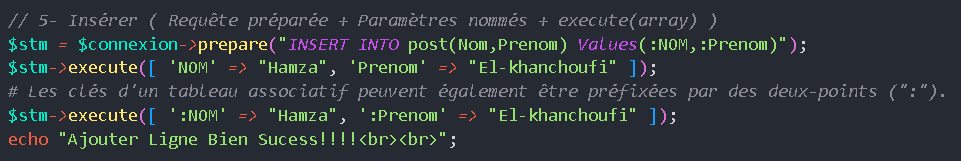 // 5- Insérer ( Requête préparée + Paramètres nommés + execute(array) )
$stm = $connexion->prepare("INSERT INTO post(Nom,Prenom) Values(:NOM,:Prenom)");
$stm->execute([ 'NOM' => "Hamza", 'Prenom' => "El-khanchoufi" ]);
# Les clés d'un tableau associatif peuvent également être préfixées par des deux-points (":").
$stm->execute([ ':NOM' => "Hamza", ':Prenom' => "El-khanchoufi" ]);
echo "Ajouter Ligne Bien Sucess!!!!<br><br>";